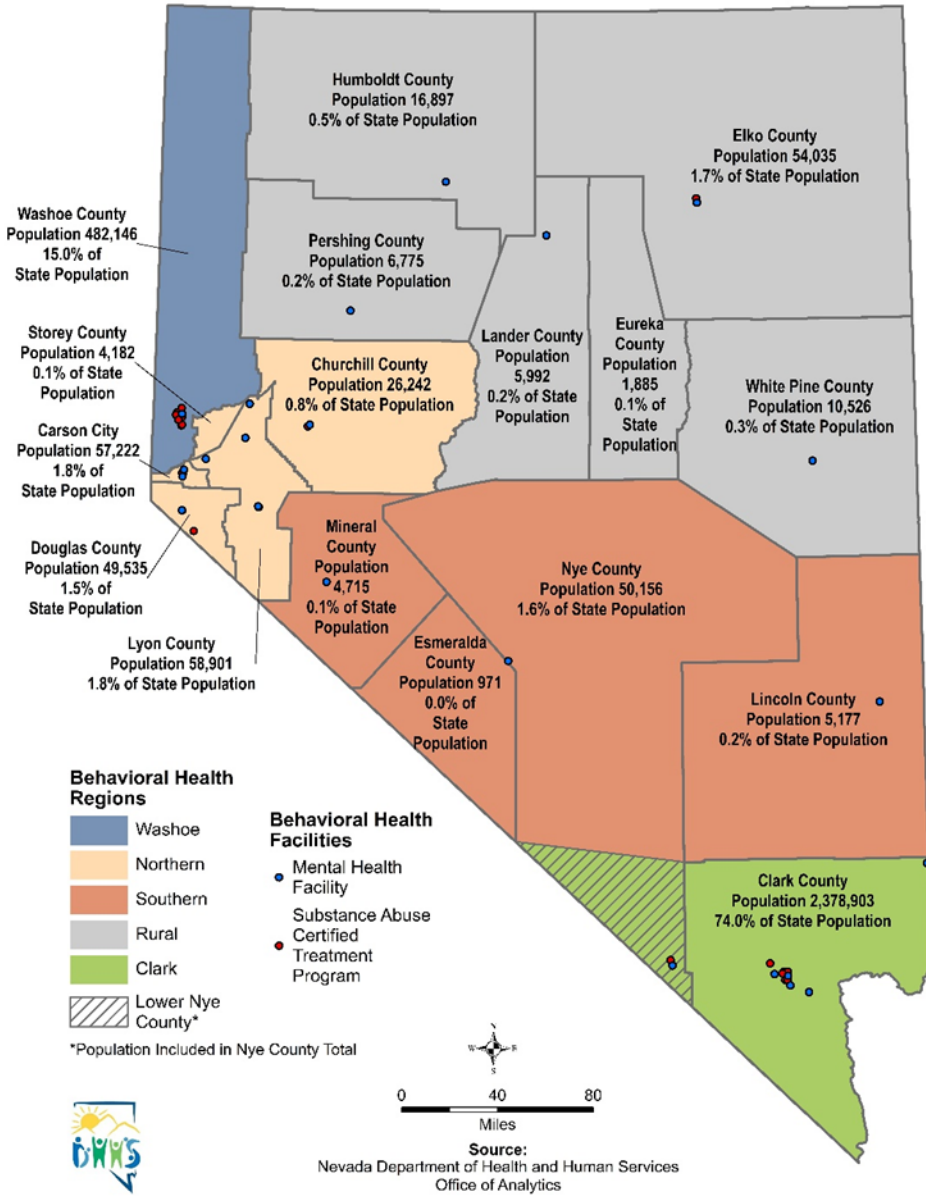 Humboldt County
Population 16,897
0.5% of State Population
Elko County
Population 54,035
1.7% of State Population
Washoe County
Population 482,146
15.0% of
State Population
Pershing County
Population 6,775
0.2% of State Population
Storey County
Population 4,182
0.1% of State
Population
Churchill County
Population 26,242
0.8% of State Population
Lander County
Population
5,992
0.2% of State
Population
Eureka
County
Population
1,885
0.1% of
State
Population
White Pine County
Population 10,526
0.3% of State Population
Carson City
Population 57,222
1.8% of
State Population
Douglas County
Population 49,535
1.5% of
State Population
Mineral
County
Population
4,715
0.1% of State
Population
Nye County
Population 50,156
1.6% of State Population
Lyon County
Population 58,901
1.8% of State Population
Esmeralda
County
Population 971
0.0% of
State
Population
Lincoln County
Population 5,177
0.2% of State Population
Clark County
Population 2,378,903
74.0% of State Population
Behavioral Health
Regions
Washoe
Northern
Southern
Rural
Clark
Lower Nye
County*
*Population Included in Nye County Total
Behavioral Health
Facilities
Mental Health
Facility
Substance Abuse
Certified
Treatment
Program
N
W E
S
0 40 80
Miles
Source:
Nevada Department of Health and Human Services
Office of Analytics
DHHS